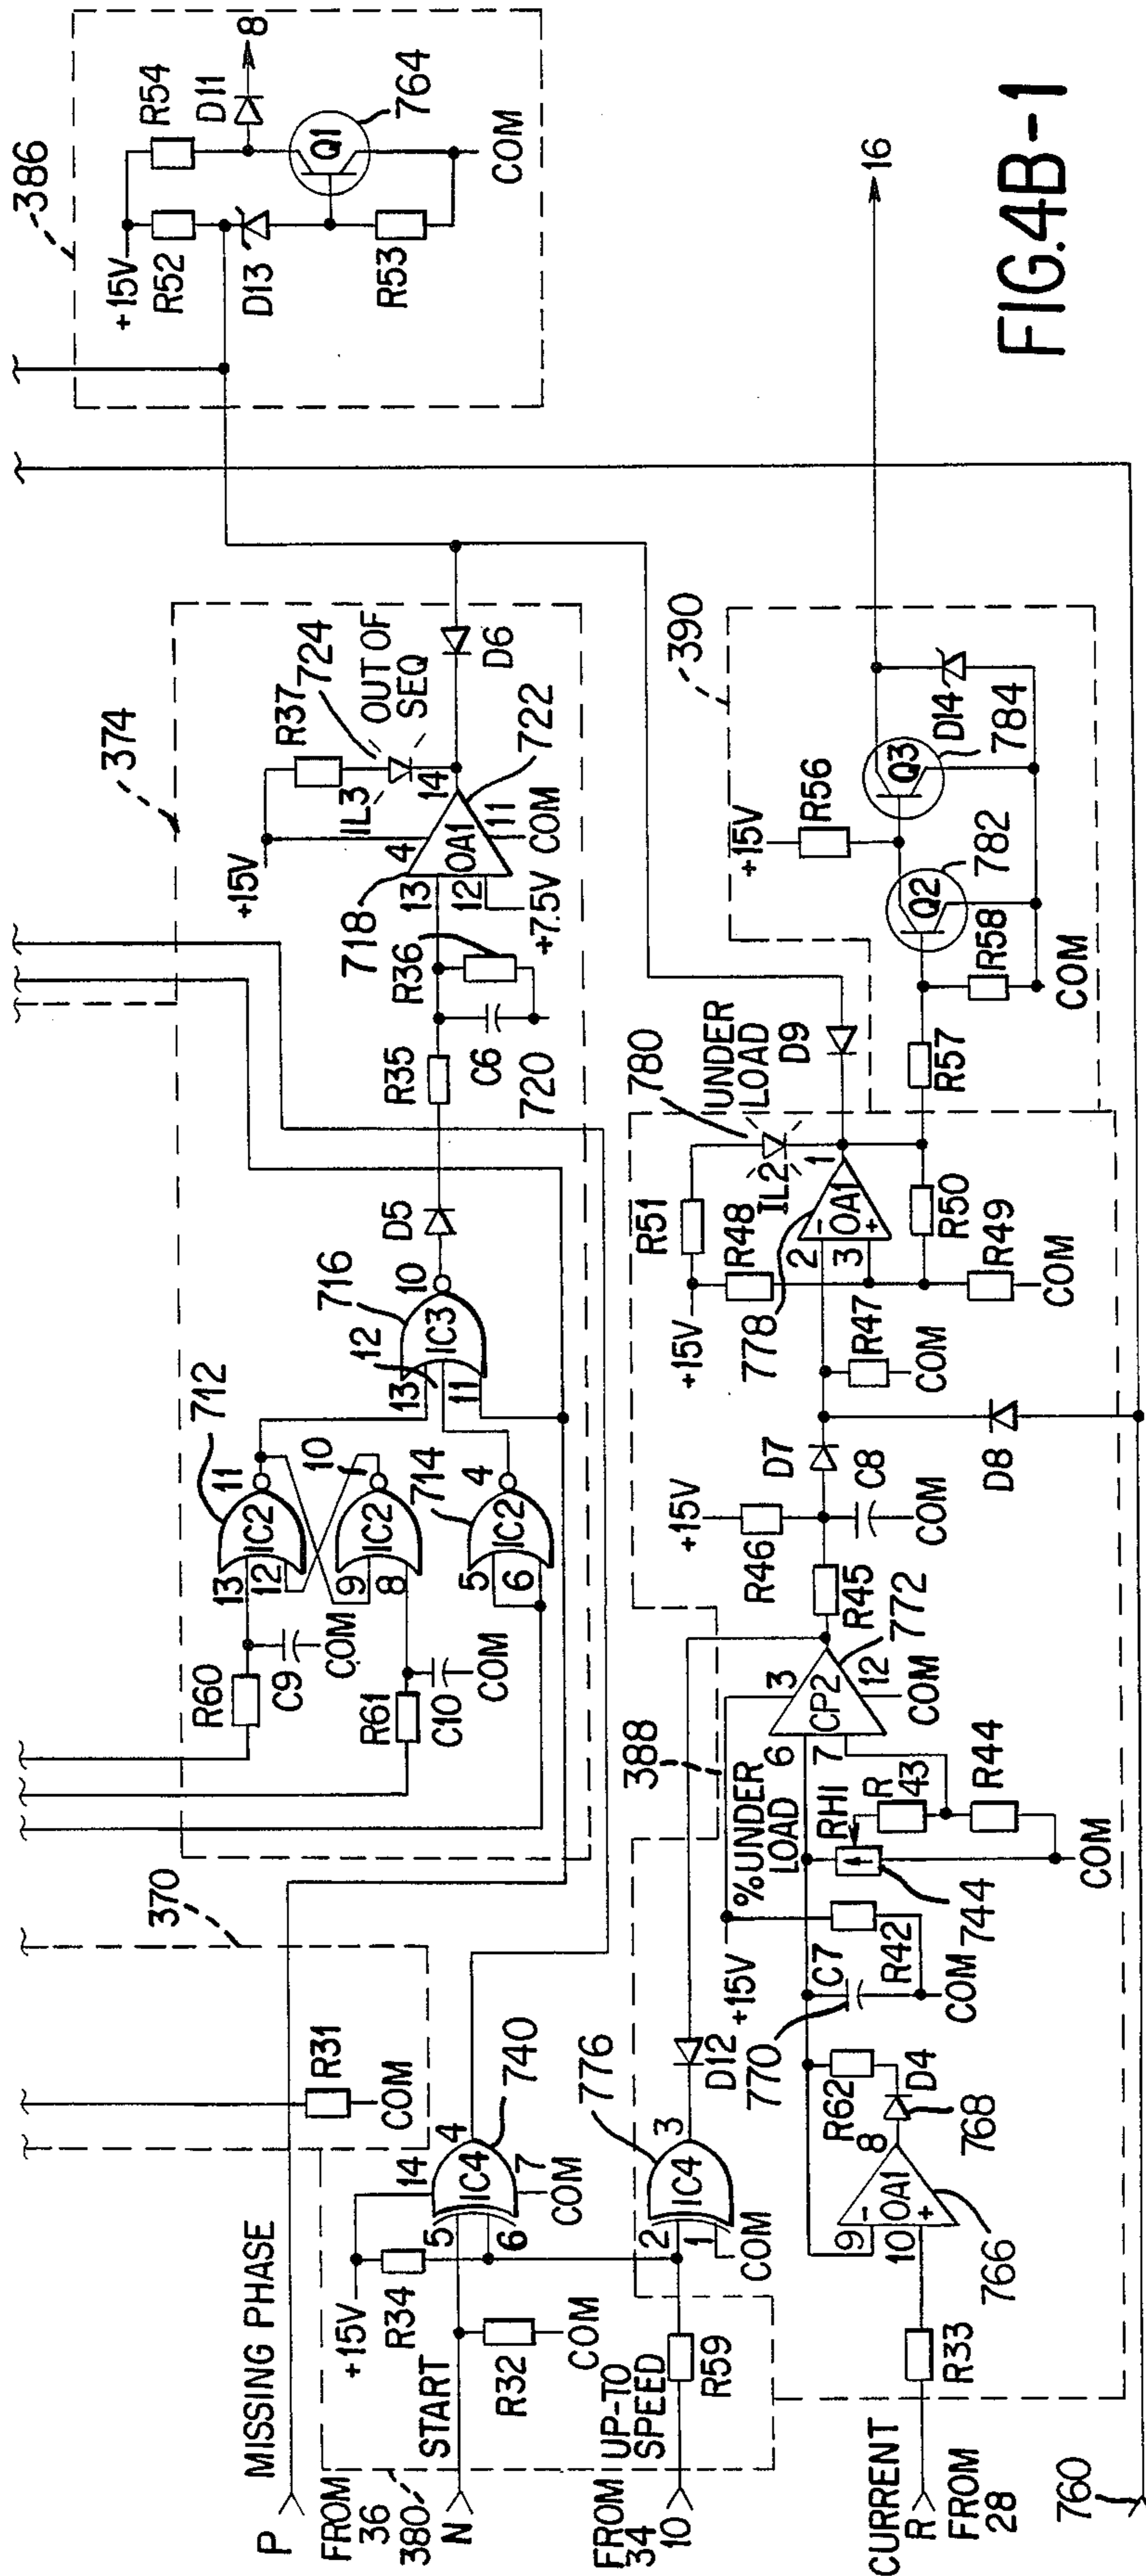 386
+15V
R54
R52
D11
8
D13
Q1
764
R53
COM
FIG.4B-1
16
374
+15V
R37
724
OUT OF
SEQ
IL3
14
4
718
13
12
OA1
11
COM
722
D6
+7.5V
R36
R35
C6
720
D5
716
10
IC3
12
13
11
712
11
IC2
13
12
10
IC2
9
8
714
4
IC2
5
6
R60
C9
COM
R61
C10
COM
370
R31
COM
P
MISSING PHASE
FROM
36
380
N
START
+15V
R34
R32
COM
14
740
4
IC4
5
6
7
COM
FROM
34
10
UP-TO
SPEED
R59
776
3
IC4
2
1
COM
D12
388
+15V
%UNDER
LOAD
RHI
R
43
R44
COM
744
C7
770
R42
COM
R62
D4
768
8
OA1
9
-
10
+
766
R33
CURRENT
R
FROM
28
760
3
6
7
CP2
12
COM
772
R45
+15V
R46
D7
C8
COM
D8
R47
COM
+15V
R51
R48
778
2
-
3
+
OA1
1
IL2
780
UNDER
LOAD
D9
R50
R49
COM
R57
R58
COM
390
+15V
R56
Q2
782
Q3
D14
784